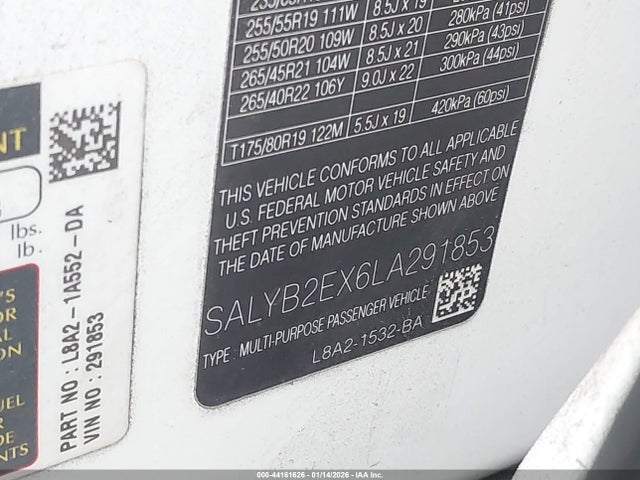 255/55R19 111W 8.5J x 19
255/50R20 109W 8.5J x 20 280kPa (41psi)
265/45R21 104W 8.5J x 21 290kPa (43psi)
265/40R22 106Y 9.0J x 22 300kPa (44psi)
T175/80R19 122M 5.5J x 19 420kPa (60psi)
THIS VEHICLE CONFORMS TO ALL APPLICABLE
U.S. FEDERAL MOTOR VEHICLE SAFETY AND
THEFT PREVENTION STANDARDS IN EFFECT ON
THE DATE OF MANUFACTURE SHOWN ABOVE
SALYB2EX6LA291853
TYPE : MULTI-PURPOSE PASSENGER VEHICLE
L8A2-1532-BA
lbs.
lb.
PART NO : L8A2-1A552-DA
VIN NO : 291853
000-44161626 - 01/14/2026 - IAAI.COM